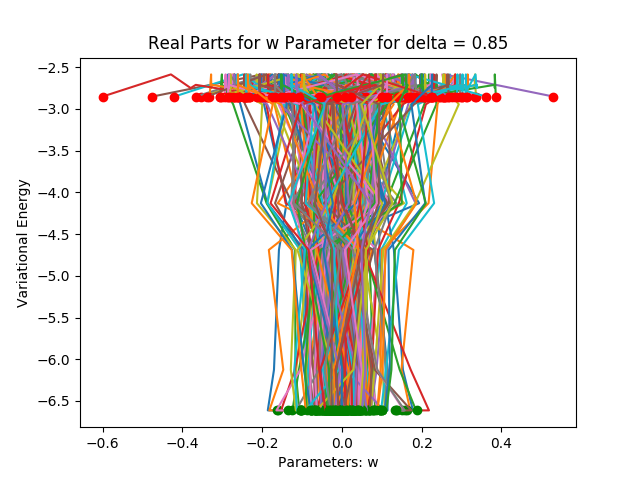 Real Parts for w Parameter for delta = 0.85
−2.5
−3.0
−3.5
−4.0
−4.5
−5.0
−5.5
−6.0
−6.5
Variational Energy
−0.6 −0.4 −0.2 0.0 0.2 0.4
Parameters: w